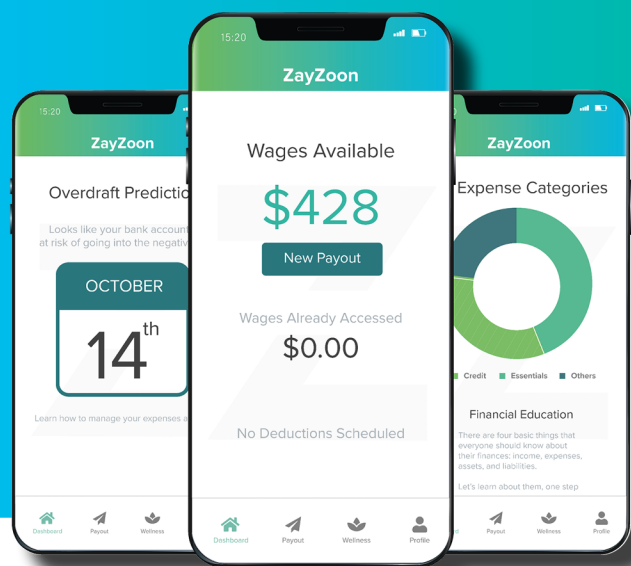 15:20
ZayZoon
Overdraft Predictio
Looks like your bank account
at risk of going into the negativ
OCTOBER
14th
Learn how to manage your expenses a
Dashboard
Payout
Wellness
15:20
ZayZoon
Wages Available
$428
New Payout
Wages Already Accessed
$0.00
No Deductions Scheduled
Dashboard
Payout
Wellness
Profile
ZayZoon
Expense Categories
Credit
Essentials
Others
Financial Education
There are four basic things that
everyone should know about
their finances: income, expenses,
assets, and liabilities.
Let's learn about them, one step
Payout
Wellness
Profile